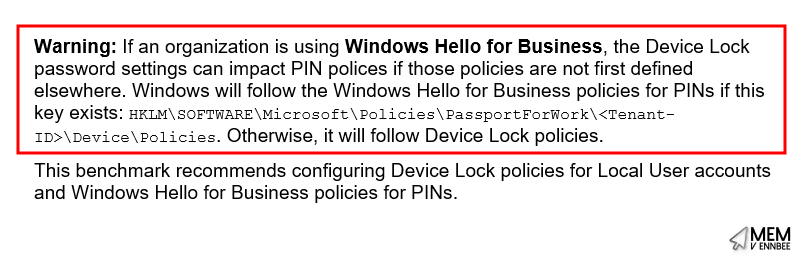 Warning: If an organization is using Windows Hello for Business, the Device Lock
password settings can impact PIN polices if those policies are not first defined
elsewhere. Windows will follow the Windows Hello for Business policies for PINs if this
key exists: HKLM\SOFTWARE\Microsoft\Policies\PassportForWork\<Tenant-
ID>\Device\Policies. Otherwise, it will follow Device Lock policies.
This benchmark recommends configuring Device Lock policies for Local User accounts
and Windows Hello for Business policies for PINs.
MEM
V ENNBEE